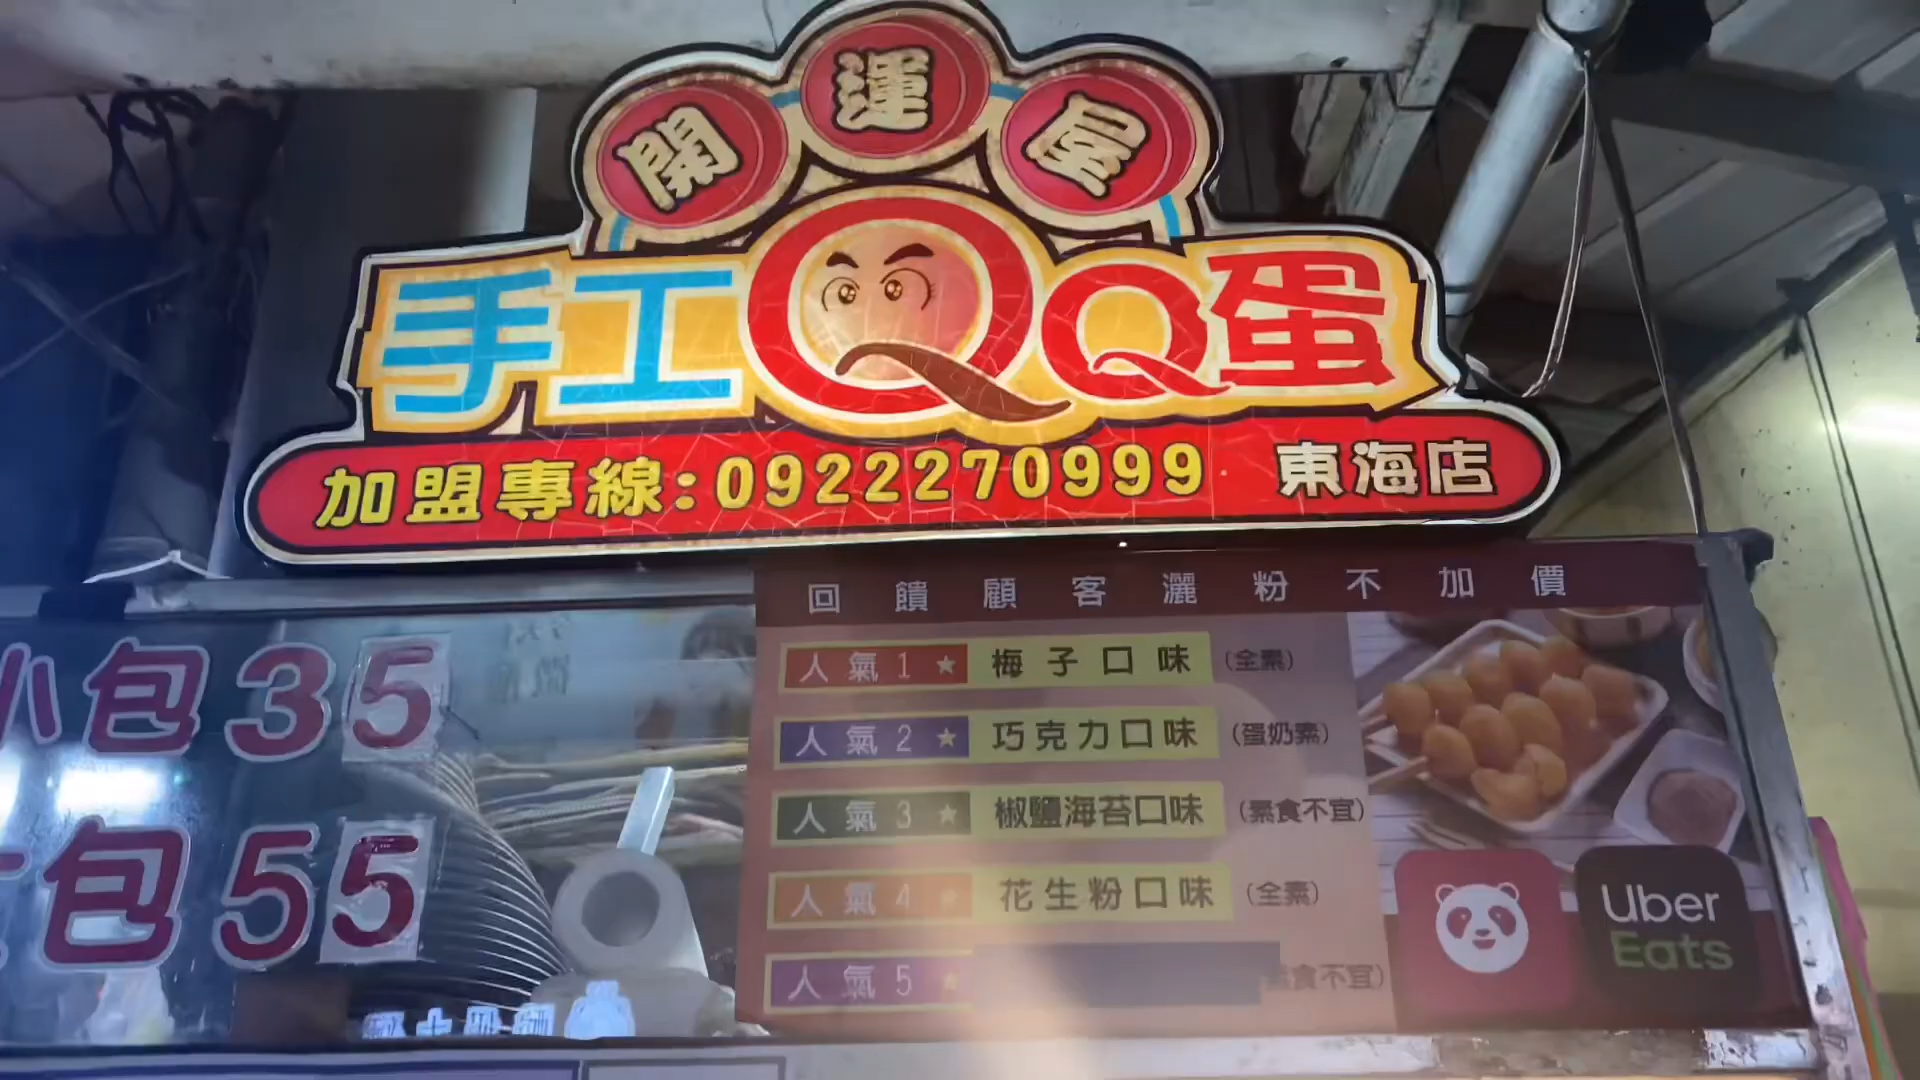 開運屋
手工QQ蛋
加盟專線:0922270999 東海店
回饋顧客灑粉不加價
人氣1★ 梅子口味 (全素)
人氣2★ 巧克力口味 (蛋奶素)
人氣3★ 椒鹽海苔口味 (素食不宜)
人氣4★ 花生粉口味 (全素)
人氣5★ 素食不宜)
小包35
包55
Uber
Eats